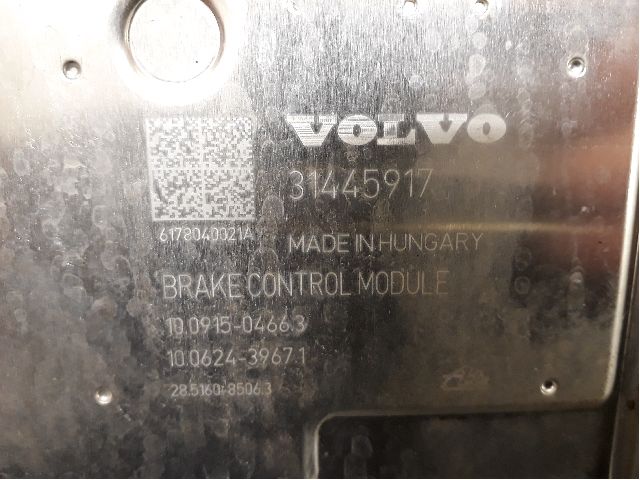 VOLVO
31445917
6178040021A
MADE IN HUNGARY
BRAKE CONTROL MODULE
10.0915-0466.3
10.0624-3967.1
28.5160-8506.3